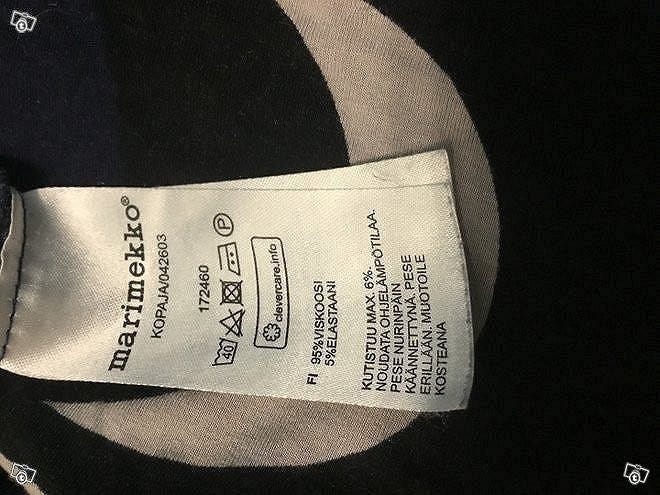 marimekko®
KOPAJA/042603
172460
40 P
clevercare.info
FI 95%VISKOOSI
5%ELASTAANI
KUTISTUU MAX. 6%.
NOUDATA OHJELÄMPÖTILAA.
PESE NURINPÄIN
KÄÄNNETTYNÄ. PESE
ERILLÄÄN. MUOTOILE
KOSTEANA